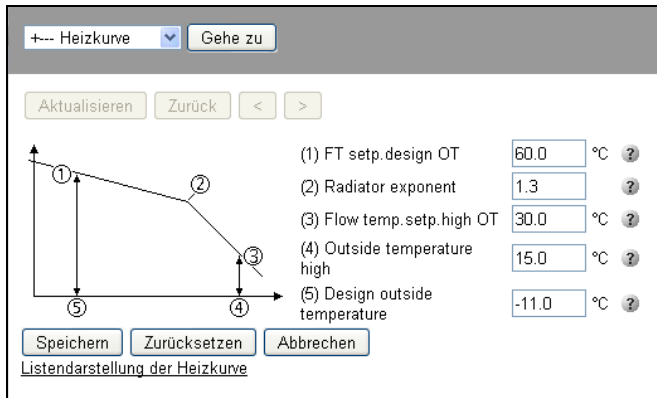 +--- Heizkurve Gehe zu
Aktualisieren Zurück < >
(1) FT setp.design OT 60.0 °C ?
(2) Radiator exponent 1.3 ?
(3) Flow temp.setp.high OT 30.0 °C ?
(4) Outside temperature
high 15.0 °C ?
(5) Design outside
temperature -11.0 °C ?
1
2
3
5 4
Speichern Zurücksetzen Abbrechen
Listendarstellung der Heizkurve